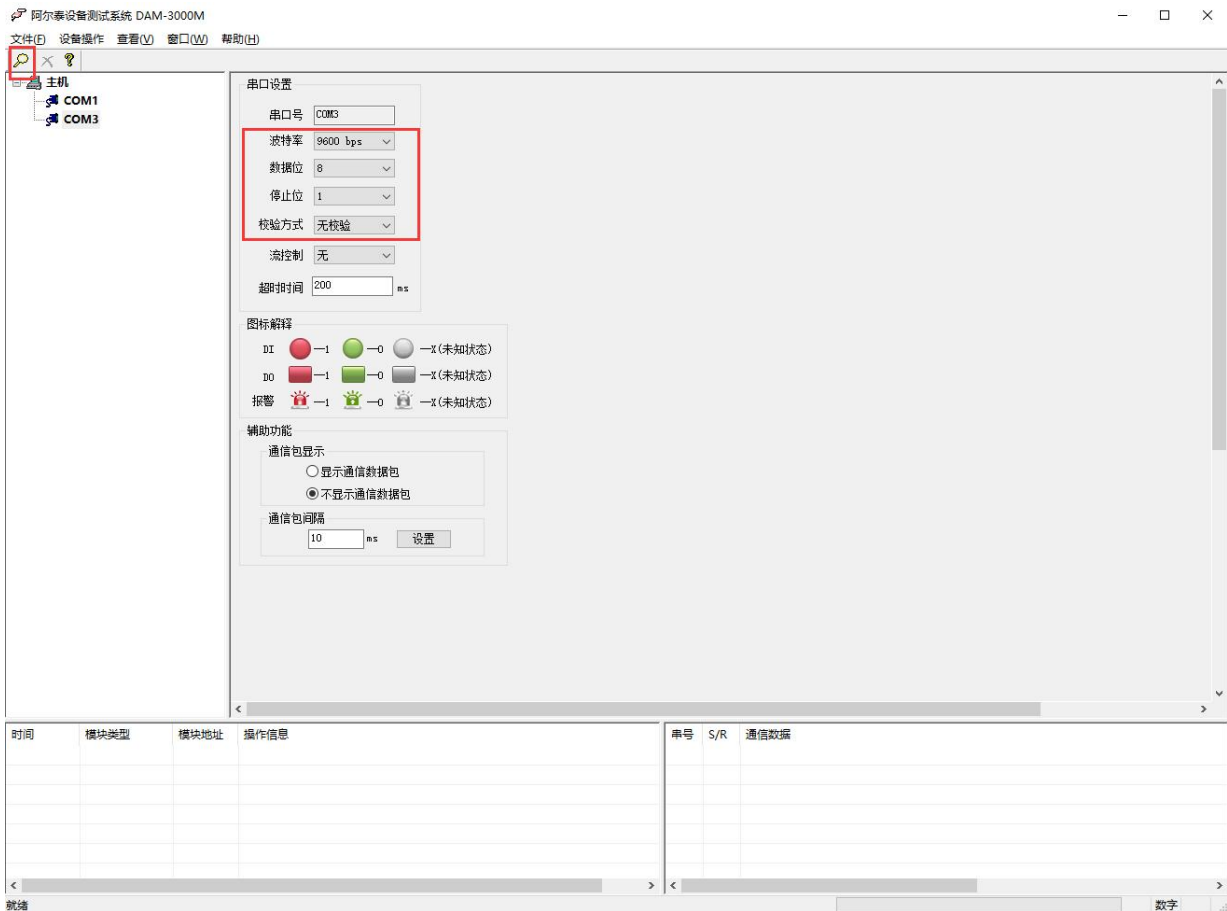 阿尔泰设备测试系统 DAM-3000M
文件(F) 设备操作 查看(V) 窗口(W) 帮助(H)
主机
COM1
COM3
串口设置
串口号 COM3
波特率 9600 bps
数据位 8
停止位 1
校验方式 无校验
流控制 无
超时时间 200 ms
图标解释
DI —1 —0 —X(未知状态)
DO —1 —0 —X(未知状态)
报警 —1 —0 —X(未知状态)
辅助功能
通信包显示
显示通信数据包
不显示通信数据包
通信包间隔
10 ms 设置
时间 模块类型 模块地址 操作信息 串号 S/R 通信数据
就绪 数字